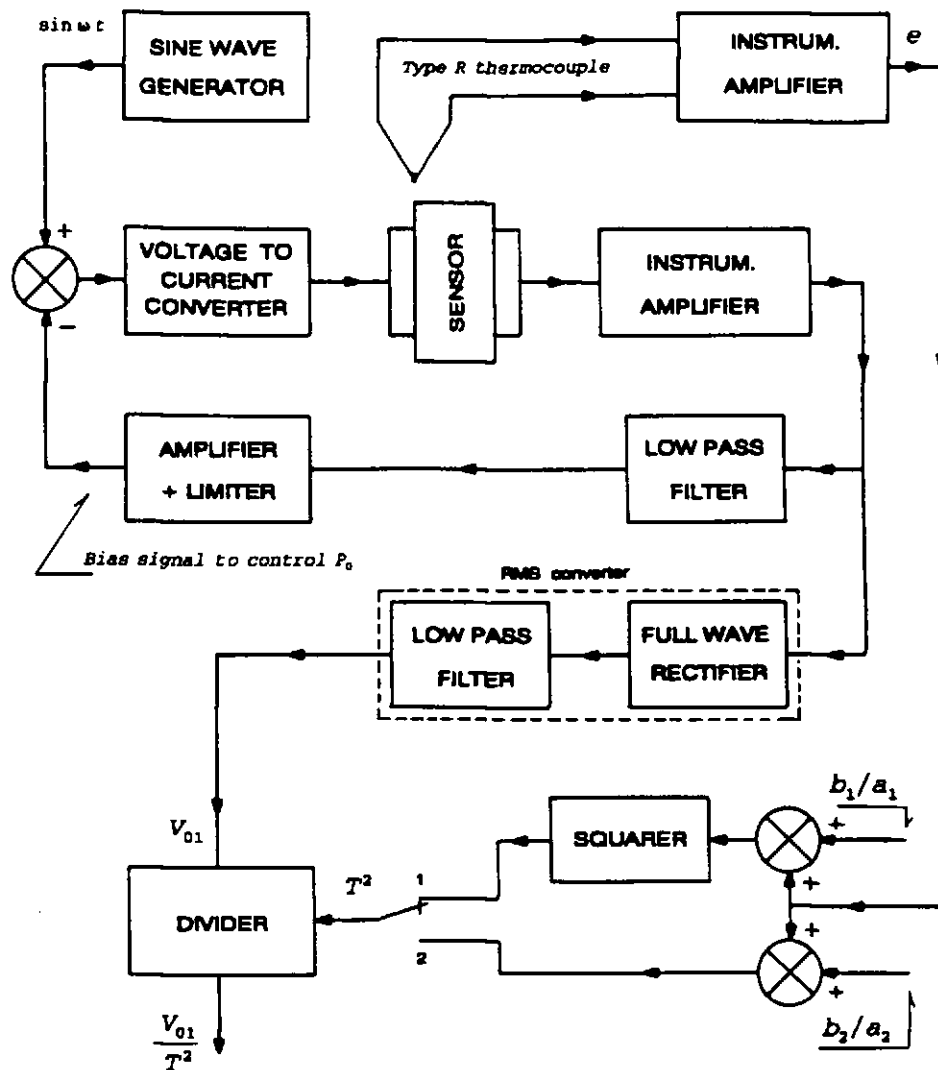 sin ωt
SINE WAVE
GENERATOR
Type R thermocouple
INSTRUM.
AMPLIFIER
e
+
−
VOLTAGE TO
CURRENT
CONVERTER
SENSOR
INSTRUM.
AMPLIFIER
AMPLIFIER
+ LIMITER
LOW PASS
FILTER
Bias signal to control P₀
RMS converter
LOW PASS
FILTER
FULL WAVE
RECTIFIER
V₀₁
SQUARER
b₁/a₁
+
+
DIVIDER
T²
1
2
+
+
b₂/a₂
V₀₁
T²